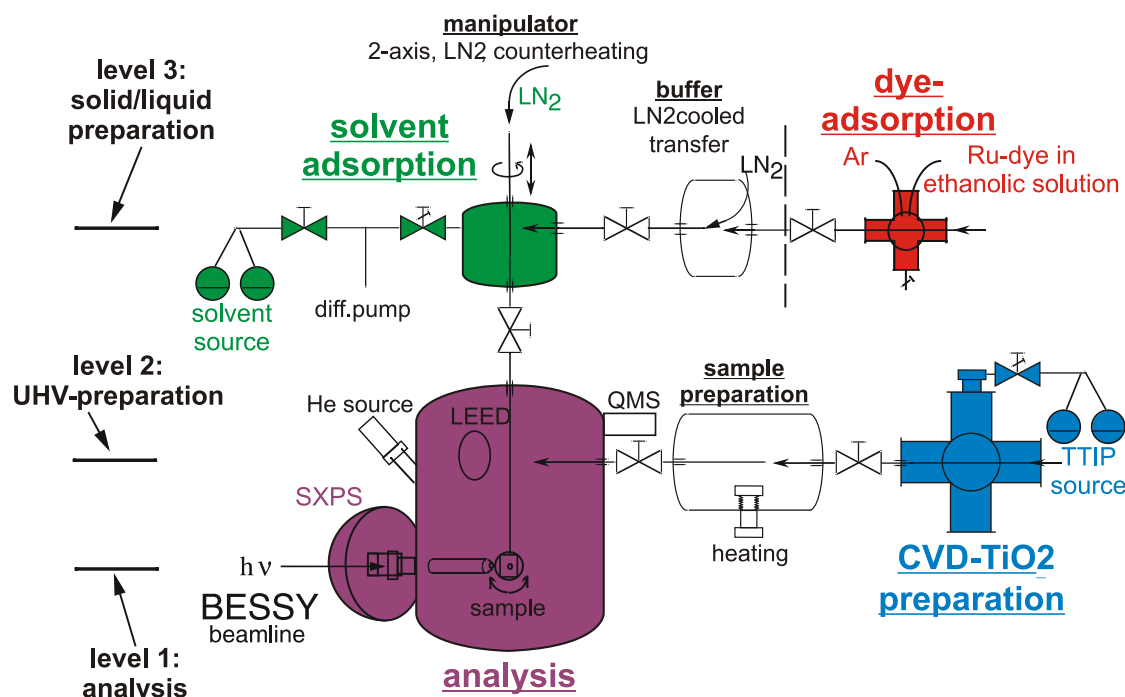 manipulator
2-axis, LN2 counterheating
LN2
level 3:
solid/liquid
preparation
solvent
adsorption
buffer
LN2cooled
transfer
LN2
dye-
adsorption
Ar
Ru-dye in
ethanolic solution
solvent
source
diff.pump
level 2:
UHV-preparation
He source
LEED
QMS
sample
preparation
TTIP
source
SXPS
heating
hν
BESSY
beamline
sample
CVD-TiO2
preparation
level 1:
analysis
analysis